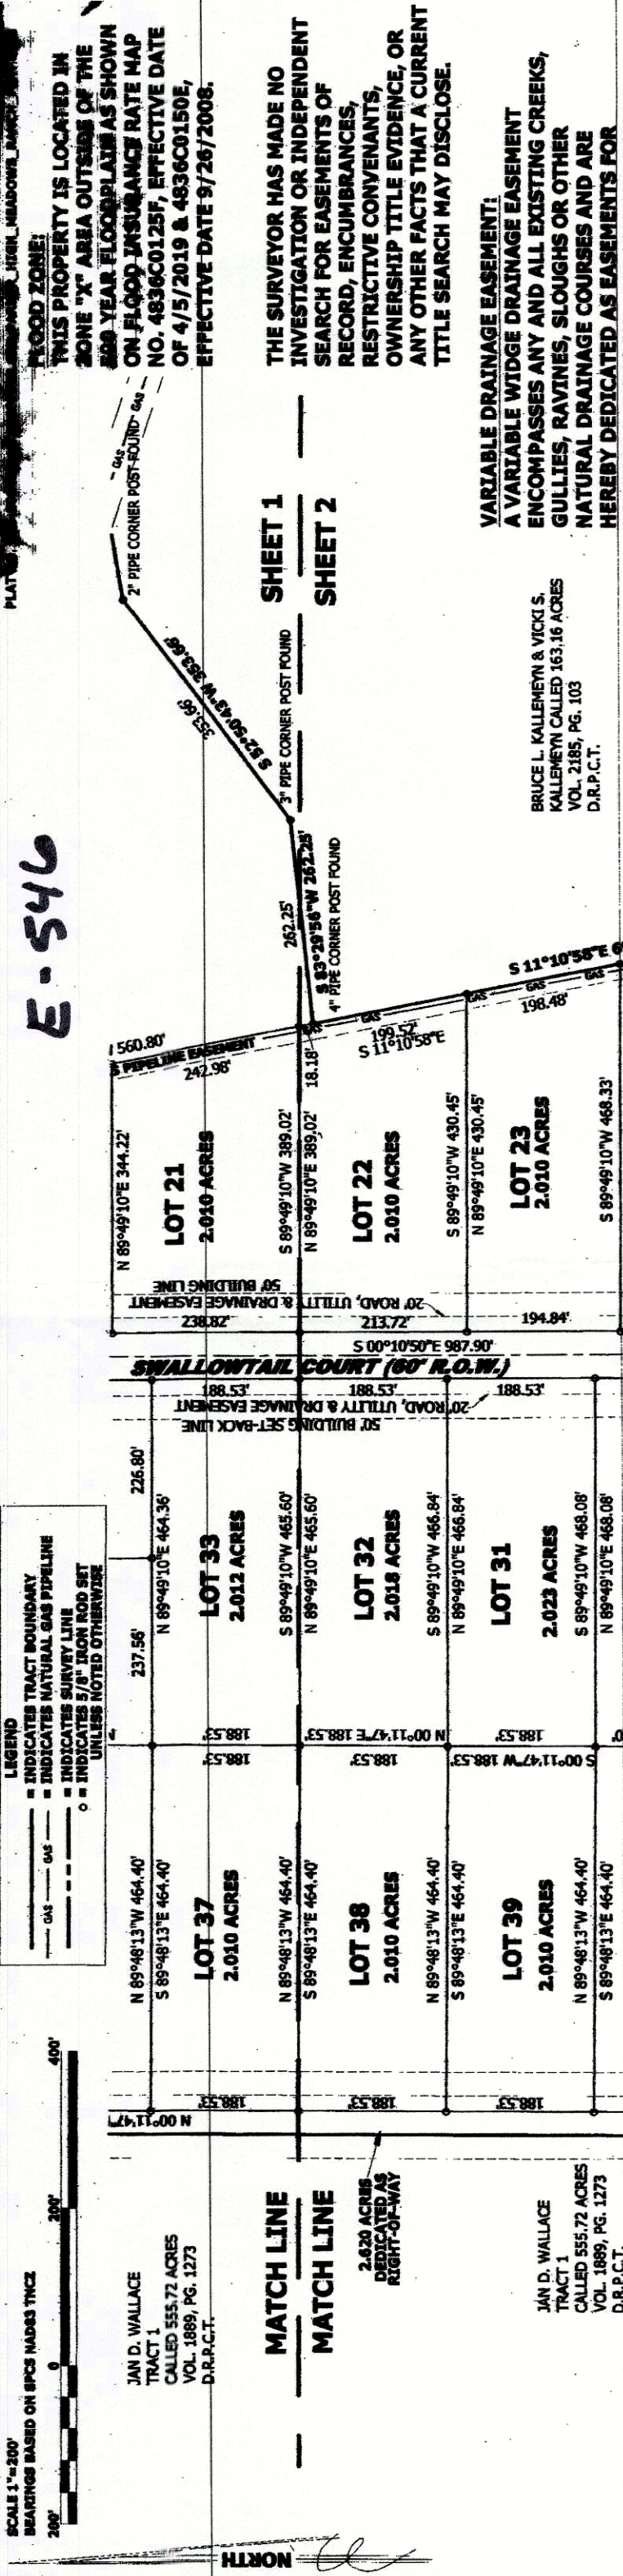 SCALE 1"=200'
BEARINGS BASED ON SPCS NAD83 TNCZ
200'
0
200'
400'
LEGEND
= INDICATES TRACT BOUNDARY
GAS GAS = INDICATES NATURAL GAS PIPELINE
= INDICATES SURVEY LINE
= INDICATES 5/8" IRON ROD SET
UNLESS NOTED OTHERWISE
E-546
PLAT
FLOOD ZONE:
THIS PROPERTY IS LOCATED IN
ZONE "X" AREA OUTSIDE OF THE
YEAR FLOODPLAIN AS SHOWN
ON FLOOD INSURANCE RATE MAP
NO. 4836C0125F, EFFECTIVE DATE
OF 4/5/2019 & 4836C0150E,
EFFECTIVE DATE 9/26/2008.
THE SURVEYOR HAS MADE NO
INVESTIGATION OR INDEPENDENT
SEARCH FOR EASEMENTS OF
RECORD, ENCUMBRANCES,
RESTRICTIVE CONVENANTS,
OWNERSHIP TITLE EVIDENCE, OR
ANY OTHER FACTS THAT A CURRENT
TITLE SEARCH MAY DISCLOSE.
VARIABLE DRAINAGE EASEMENT:
A VARIABLE WIDGE DRAINAGE EASEMENT
ENCOMPASSES ANY AND ALL EXISTING CREEKS,
GULLIES, RAVINES, SLOUGHS OR OTHER
NATURAL DRAINAGE COURSES AND ARE
HEREBY DEDICATED AS EASEMENTS FOR
NORTH
JAN D. WALLACE
TRACT 1
CALLED 555.72 ACRES
VOL. 1889, PG. 1273
D.R.P.C.T.
MATCH LINE
MATCH LINE
2.620 ACRES
DEDICATED AS
RIGHT-OF-WAY
JAN D. WALLACE
TRACT 1
CALLED 555.72 ACRES
VOL. 1889, PG. 1273
D.R.P.C.T.
N 00°11'47"
188.53'
188.53'
188.53'
N 89°48'13"W 464.40'
S 89°48'13"E 464.40'
LOT 37
2.010 ACRES
N 89°48'13"W 464.40'
S 89°48'13"E 464.40'
LOT 38
2.010 ACRES
N 89°48'13"W 464.40'
S 89°48'13"E 464.40'
LOT 39
2.010 ACRES
N 89°48'13"W 464.40'
S 89°48'13"E 464.40'
188.53'
188.53'
188.53'
N 00°11'47"E 188.53'
188.53'
S 00°11'47"W 188.53'
237.56'
226.80'
N 89°49'10"E 464.36'
LOT 33
2.012 ACRES
S 89°49'10"W 465.60'
N 89°49'10"E 465.60'
LOT 32
2.018 ACRES
S 89°49'10"W 466.84'
N 89°49'10"E 466.84'
LOT 31
2.023 ACRES
S 89°49'10"W 468.08'
N 89°49'10"E 468.08'
50' BUILDING SET-BACK LINE
20' ROAD, UTILITY & DRAINAGE EASEMENT
188.53'
188.53'
188.53'
SWALLOWTAIL COURT (60' R.O.W.)
S 00°10'50"E 987.90'
238.82'
213.72'
194.84'
20' ROAD, UTILITY & DRAINAGE EASEMENT
50' BUILDING LINE
N 89°49'10"E 344.22'
LOT 21
2.010 ACRES
S 89°49'10"W 389.02'
N 89°49'10"E 389.02'
LOT 22
2.010 ACRES
S 89°49'10"W 430.45'
N 89°49'10"E 430.45'
LOT 23
2.010 ACRES
S 89°49'10"W 468.33'
560.80'
S PIPELINE EASEMENT
242.98'
18.18'
GAS
GAS
199.52'
S 11°10'58"E
GAS
GAS
GAS
198.48'
S 11°10'58"E 6
262.25'
S 83°29'56"W 262.25'
4" PIPE CORNER POST FOUND
3" PIPE CORNER POST FOUND
353.66'
S 52°50'43"W 353.66'
2" PIPE CORNER POST FOUND
GAS
GAS
SHEET 1
SHEET 2
BRUCE L. KALLEMEYN & VICKI S.
KALLEMEYN CALLED 163.16 ACRES
VOL. 2185, PG. 103
D.R.P.C.T.